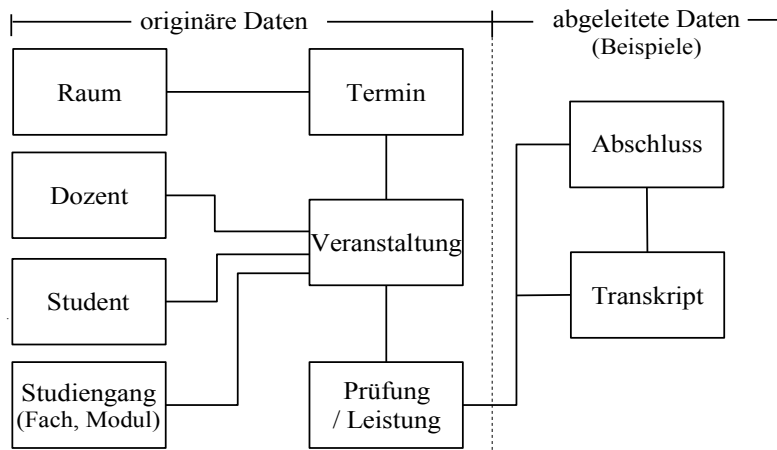 originäre Daten
abgeleitete Daten
(Beispiele)
Raum
Termin
Abschluss
Dozent
Veranstaltung
Student
Transkript
Studiengang
(Fach, Modul)
Prüfung
/ Leistung